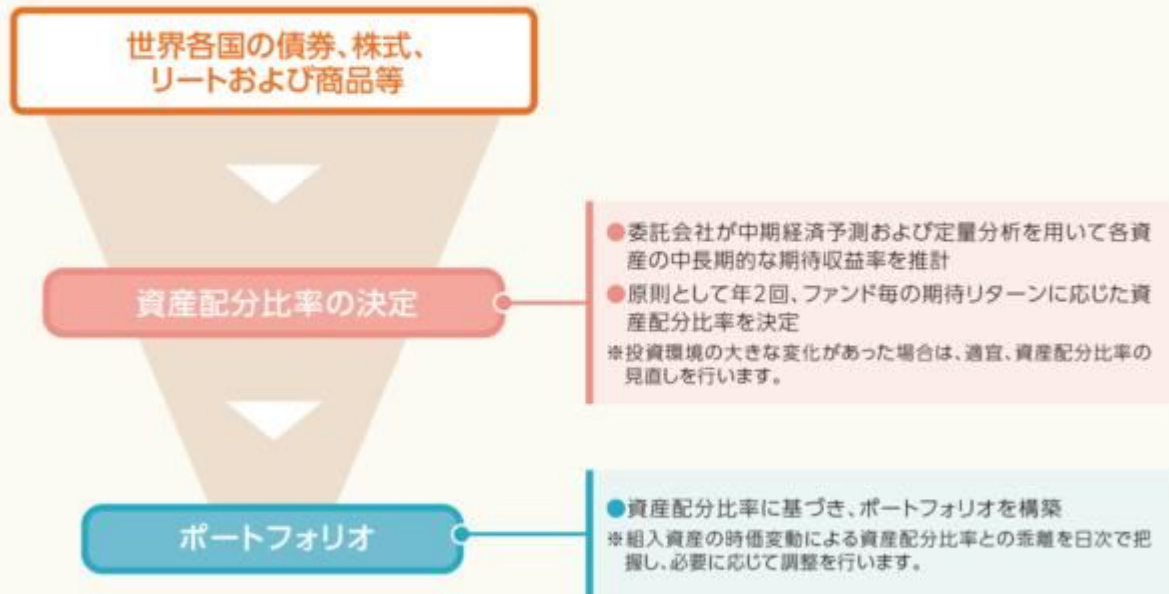 世界各国の債券、株式、
リートおよび商品等
資産配分比率の決定
●委託会社が中期経済予測および定量分析を用いて各資
産の中長期的な期待収益率を推計
●原則として年2回、ファンド毎の期待リターンに応じた資
産配分比率を決定
※投資環境の大きな変化があった場合は、適宜、資産配分比率の
見直しを行います。
ポートフォリオ
●資産配分比率に基づき、ポートフォリオを構築
※組入資産の時価変動による資産配分比率との乖離を日次で把
握し、必要に応じて調整を行います。